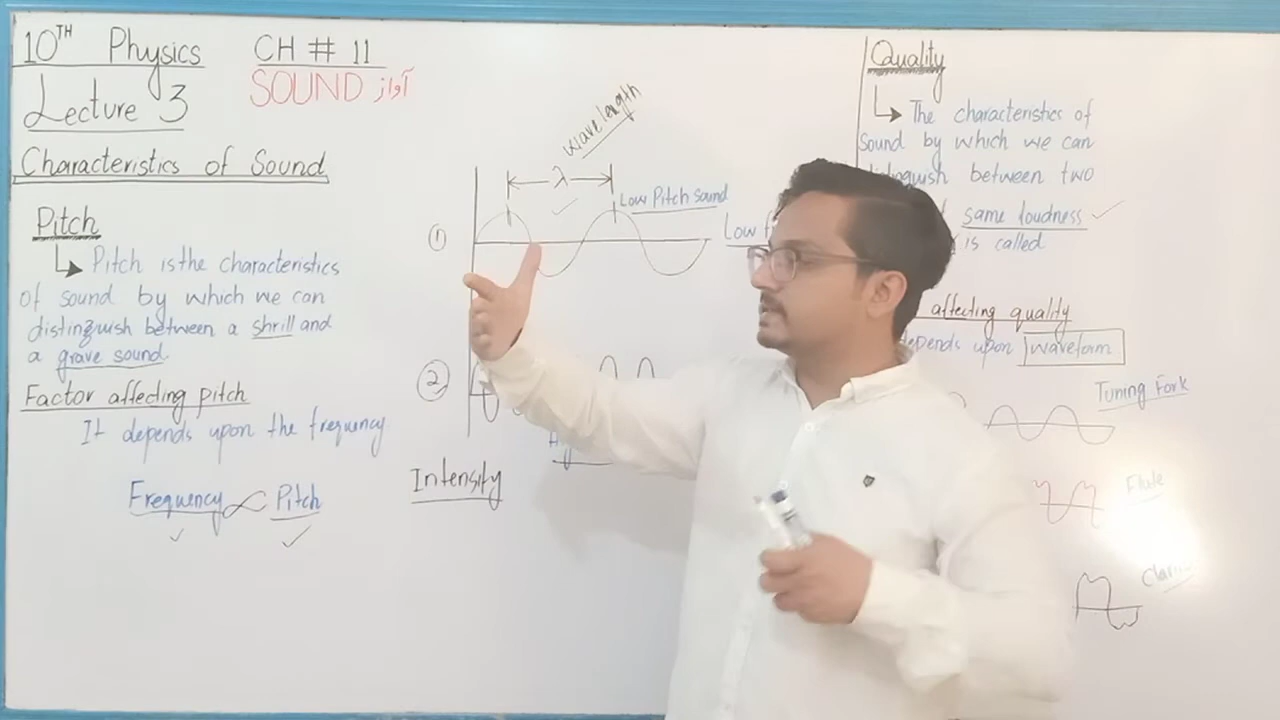 10TH Physics CH # 11
SOUND آواز
Lecture 3
Characteristics of Sound
Pitch
Pitch is the characteristics
of sound by which we can
distinguish between a shrill and
a grave sound.
Factor affecting pitch
It depends upon the frequency
Frequency ∝ Pitch
wavelength
λ
Low Pitch Sound
Low
①
②
Intensity
Quality
The characteristics of
Sound by which we can
between two
same loudness
is called
affecting quality
depends upon waveform
Tuning Fork
Flute